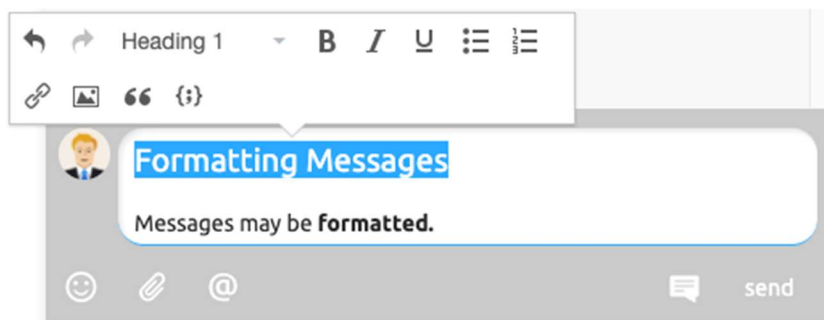 Heading 1
B I U
{;}
Formatting Messages
Messages may be formatted.
@
send